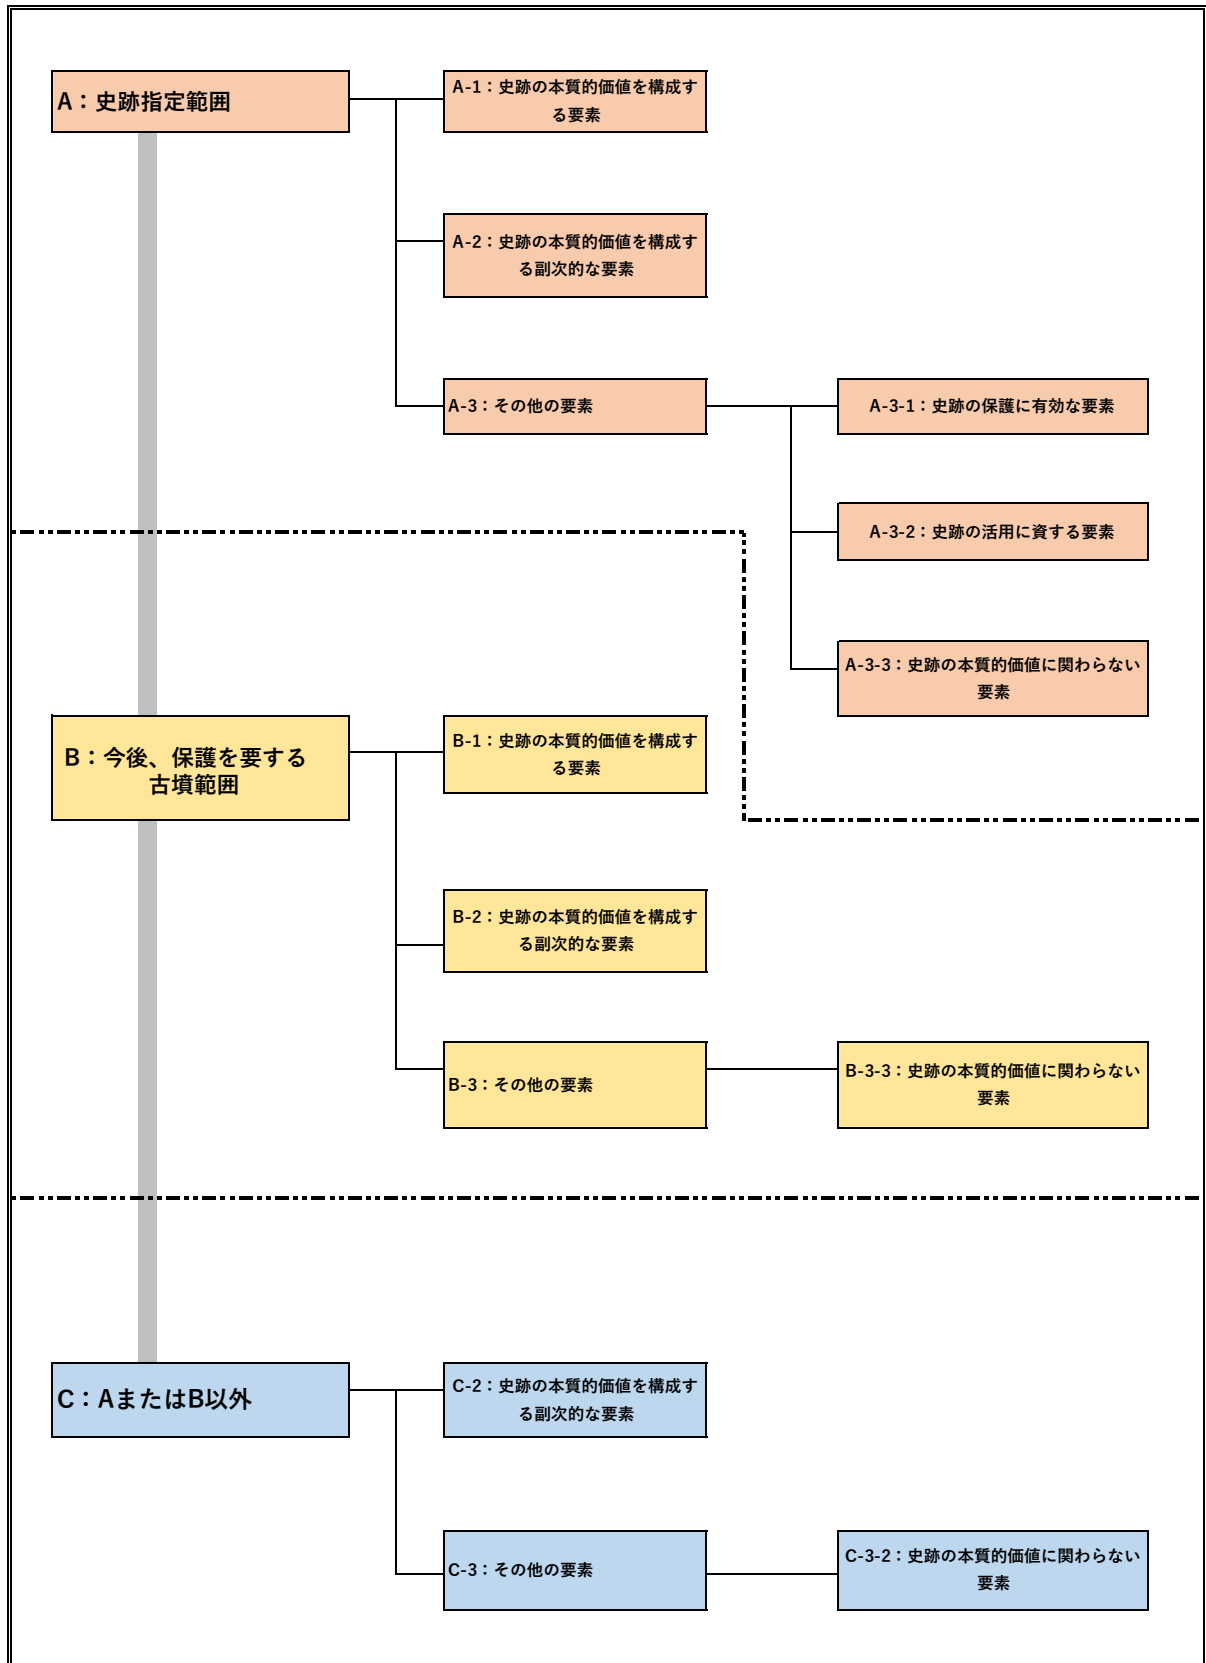 A：史跡指定範囲
A-1：史跡の本質的価値を構成す
る要素
A-2：史跡の本質的価値を構成す
る副次的な要素
A-3：その他の要素
A-3-1：史跡の保護に有効な要素
A-3-2：史跡の活用に資する要素
A-3-3：史跡の本質的価値に関わらない
要素
B：今後、保護を要する
古墳範囲
B-1：史跡の本質的価値を構成す
る要素
B-2：史跡の本質的価値を構成す
る副次的な要素
B-3：その他の要素
B-3-3：史跡の本質的価値に関わらない
要素
C：AまたはB以外
C-2：史跡の本質的価値を構成す
る副次的な要素
C-3：その他の要素
C-3-2：史跡の本質的価値に関わらない
要素